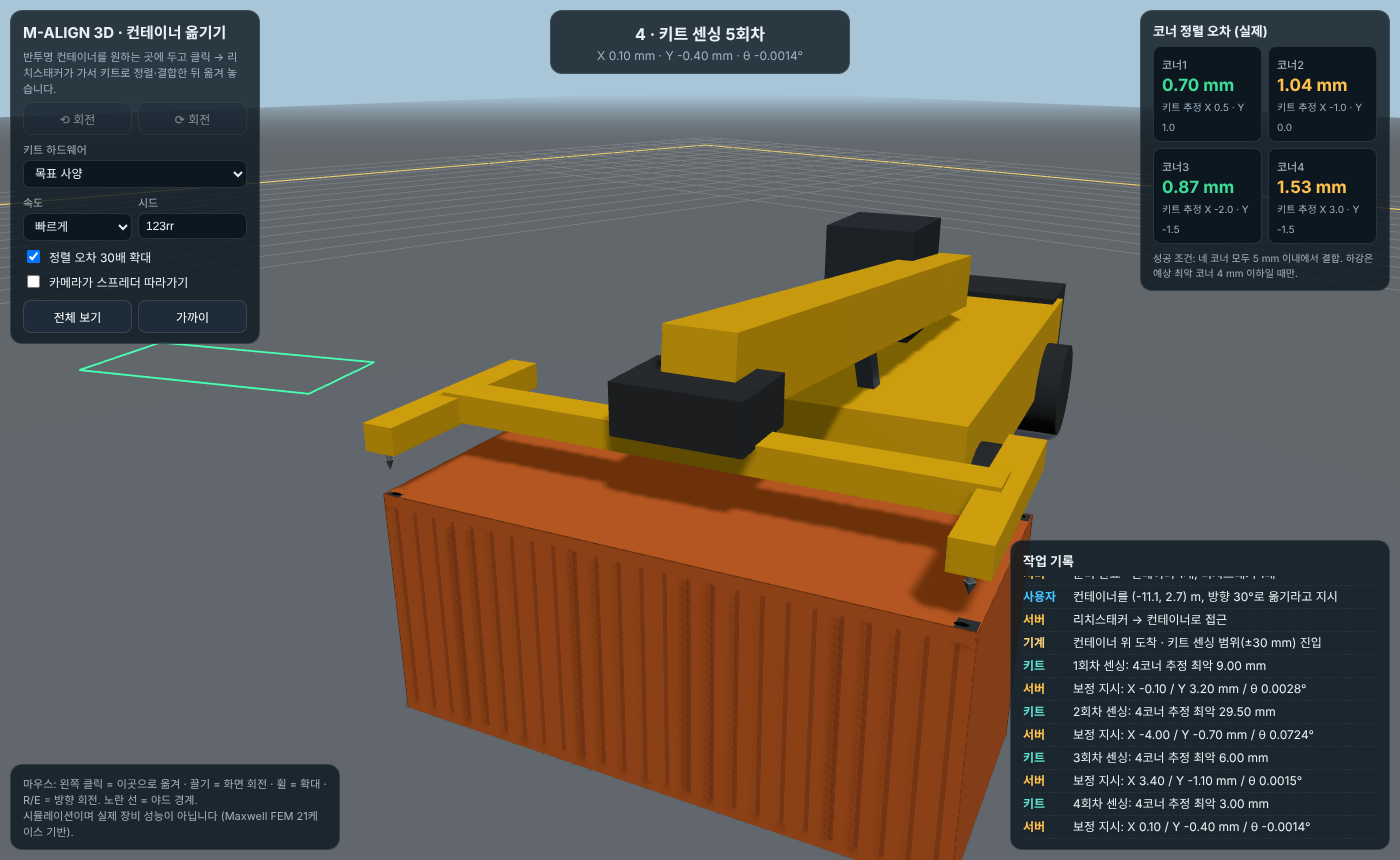 M-ALIGN 3D · 컨테이너 옮기기
반투명 컨테이너를 원하는 곳에 두고 클릭 → 리
치스태커가 가서 키트로 정렬·결합한 뒤 옮겨 놓
습니다.
⟲ 회전
⟳ 회전
키트 하드웨어
목표 사양
속도
시드
빠르게
123rr
정렬 오차 30배 확대
카메라가 스프레더 따라가기
전체 보기
가까이
4 · 키트 센싱 5회차
X 0.10 mm · Y -0.40 mm · θ -0.0014°
코너 정렬 오차 (실제)
코너1
0.70 mm
키트 추정 X 0.5 · Y
1.0
코너2
1.04 mm
키트 추정 X -1.0 · Y
0.0
코너3
0.87 mm
키트 추정 X -2.0 · Y
-1.5
코너4
1.53 mm
키트 추정 X 3.0 · Y
-1.5
성공 조건: 네 코너 모두 5 mm 이내에서 결합. 하강은
예상 최악 코너 4 mm 이하일 때만.
작업 기록
사용자 컨테이너를 (-11.1, 2.7) m, 방향 30°로 옮기라고 지시
서버 리치스태커 → 컨테이너로 접근
기계 컨테이너 위 도착 · 키트 센싱 범위(±30 mm) 진입
키트 1회차 센싱: 4코너 추정 최악 9.00 mm
서버 보정 지시: X -0.10 / Y 3.20 mm / θ 0.0028°
키트 2회차 센싱: 4코너 추정 최악 29.50 mm
서버 보정 지시: X -4.00 / Y -0.70 mm / θ 0.0724°
키트 3회차 센싱: 4코너 추정 최악 6.00 mm
서버 보정 지시: X 3.40 / Y -1.10 mm / θ 0.0015°
키트 4회차 센싱: 4코너 추정 최악 3.00 mm
서버 보정 지시: X 0.10 / Y -0.40 mm / θ -0.0014°
마우스: 왼쪽 클릭 = 이곳으로 옮겨 · 끌기 = 화면 회전 · 휠 = 확대 ·
R/E = 방향 회전. 노란 선 = 야드 경계.
시뮬레이션이며 실제 장비 성능이 아닙니다 (Maxwell FEM 21케
이스 기반).